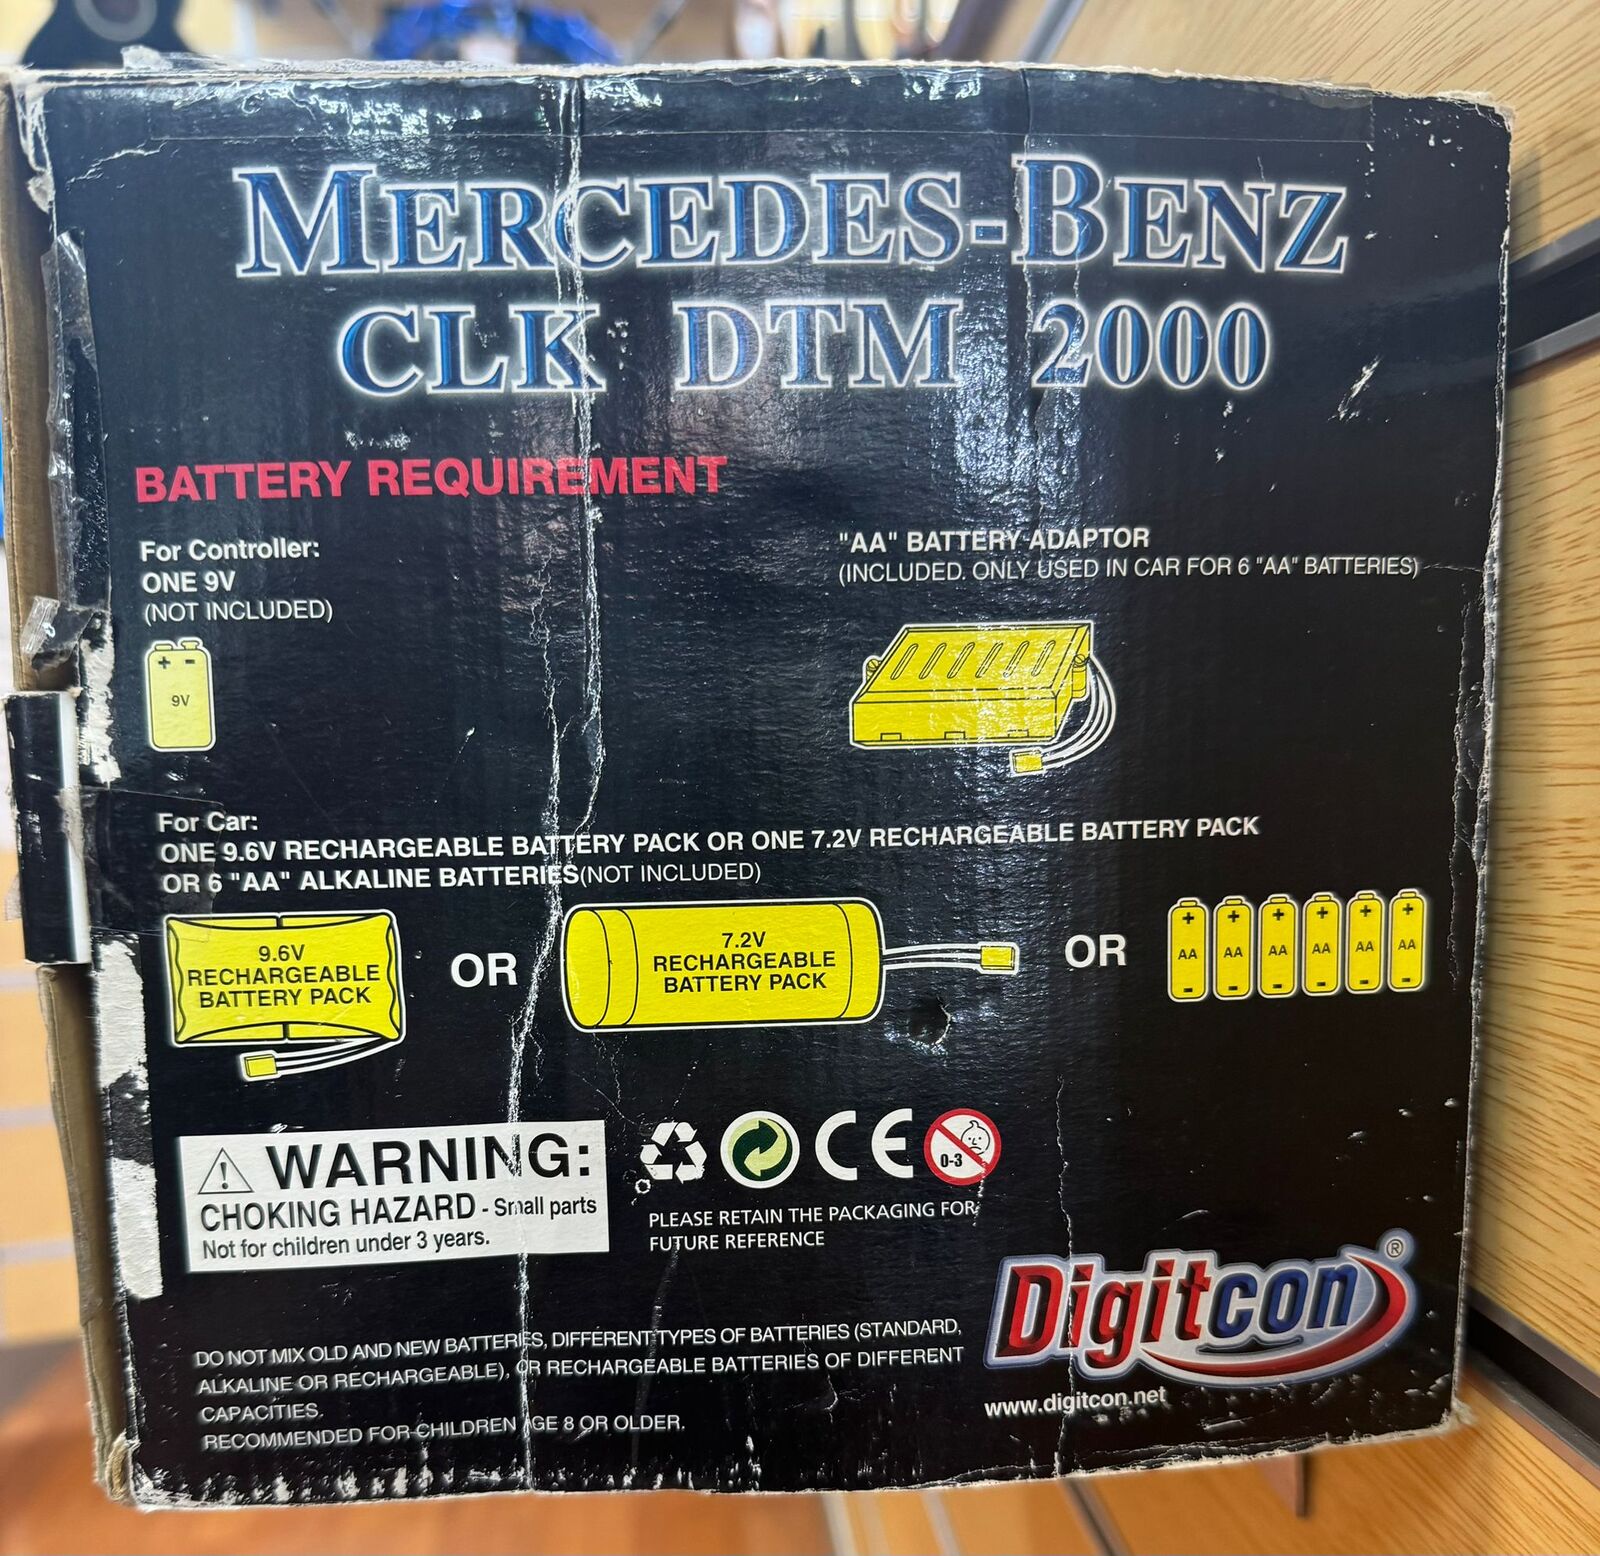 MERCEDES-BENZ
CLK DTM 2000
BATTERY REQUIREMENT
For Controller:
ONE 9V
(NOT INCLUDED)
+ -
9V
"AA" BATTERY ADAPTOR
(INCLUDED. ONLY USED IN CAR FOR 6 "AA" BATTERIES)
For Car:
ONE 9.6V RECHARGEABLE BATTERY PACK OR ONE 7.2V RECHARGEABLE BATTERY PACK
OR 6 "AA" ALKALINE BATTERIES(NOT INCLUDED)
9.6V
RECHARGEABLE
BATTERY PACK
OR
7.2V
RECHARGEABLE
BATTERY PACK
OR
+ + + + + +
AA AA AA AA AA AA
- - - - - -
WARNING:
CHOKING HAZARD - Small parts
Not for children under 3 years.
CE
0-3
PLEASE RETAIN THE PACKAGING FOR
FUTURE REFERENCE
DO NOT MIX OLD AND NEW BATTERIES, DIFFERENT TYPES OF BATTERIES (STANDARD,
ALKALINE OR RECHARGEABLE), OR RECHARGEABLE BATTERIES OF DIFFERENT
CAPACITIES.
RECOMMENDED FOR CHILDREN AGE 8 OR OLDER.
Digitcon®
www.digitcon.net